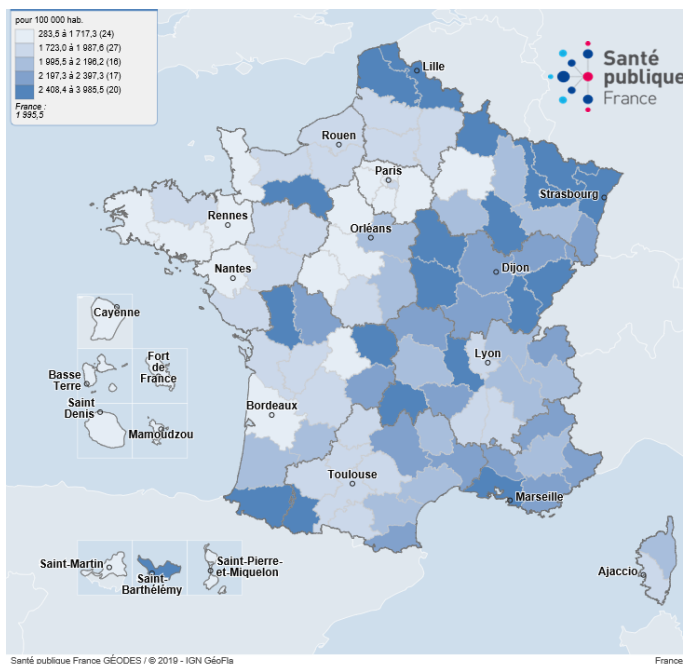 pour 100 000 hab.
283,5 à 1 717,3 (24)
1 723,0 à 1 987,6 (27)
1 995,5 à 2 196,2 (16)
2 197,3 à 2 397,3 (17)
2 408,4 à 3 985,5 (20)
France :
1 995,5
Santé
publique
France
Lille
Rouen
Paris
Strasbourg
Rennes
Orléans
Nantes
Dijon
Cayenne
Lyon
Basse
Terre
Fort
de
France
Saint
Denis
Mamoudzou
Bordeaux
Toulouse
Marseille
Saint-Martin
Saint-
Barthélémy
Saint-Pierre-
et-Miquelon
Ajaccio
Santé publique France GÉODES / © 2019 - IGN GéoFla
France